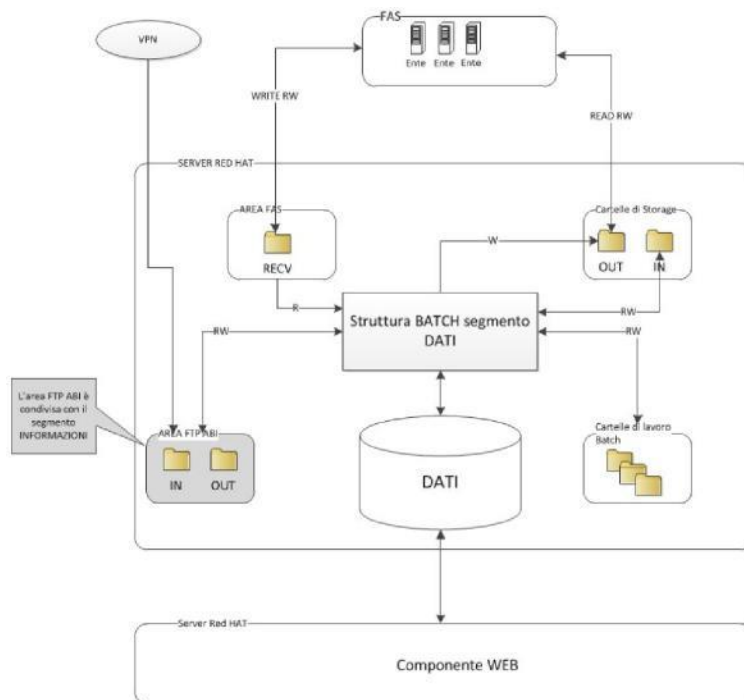 FAS
VPN
Ente Ente Ente
WRITE RW
READ RW
SERVER RED HAT
AREA FAS
Cartelle di Storage
RECV
W
OUT IN
R
Struttura BATCH segmento
DATI
RW
RW
RW
L'area FTP ABI è
condivisa con il
segmento
INFORMAZIONI
AREA FTP ABI
IN OUT
DATI
Cartelle di lavoro
Batch
Server Red HAT
Componente WEB